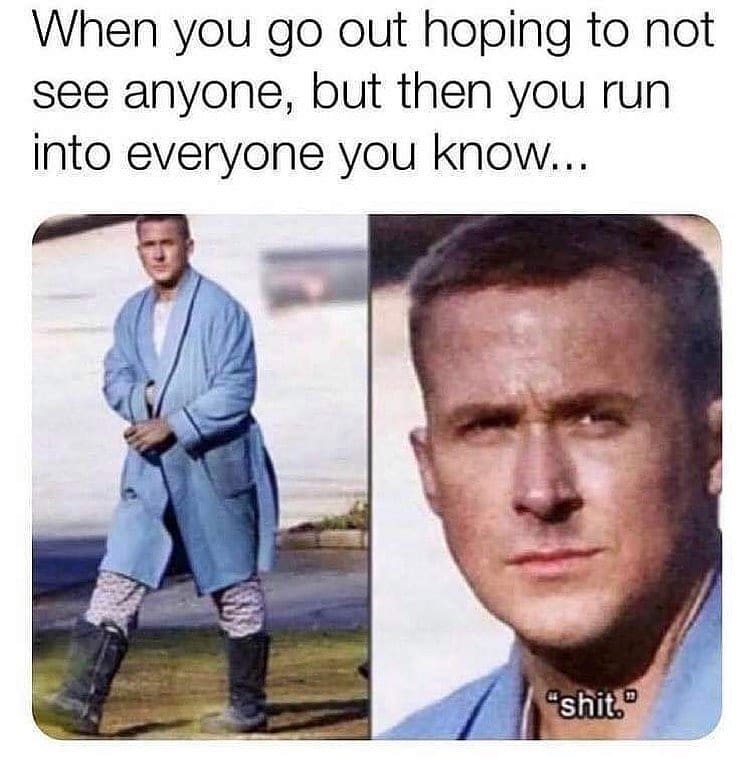 When you go out hoping to not
see anyone, but then you run
into everyone you know...
“shit.”